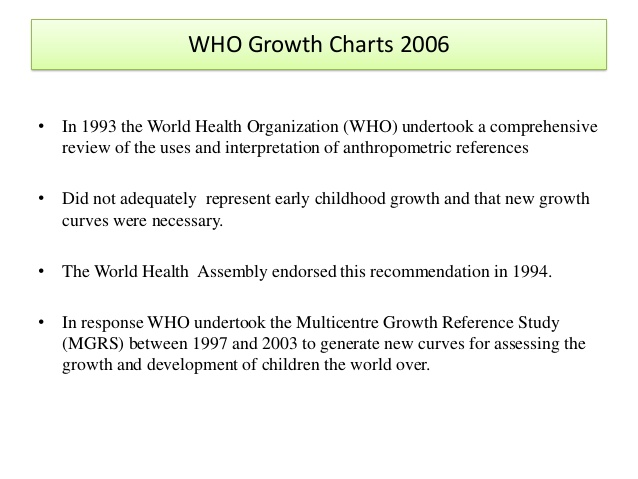 WHO Growth Charts 2006
• In 1993 the World Health Organization (WHO) undertook a comprehensive
review of the uses and interpretation of anthropometric references
• Did not adequately represent early childhood growth and that new growth
curves were necessary.
• The World Health Assembly endorsed this recommendation in 1994.
• In response WHO undertook the Multicentre Growth Reference Study
(MGRS) between 1997 and 2003 to generate new curves for assessing the
growth and development of children the world over.